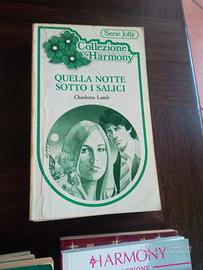 Serie Jolly
Collezione
Harmony
QUELLA NOTTE
SOTTO I SALICI
Charlotte Lamb
HARMONY